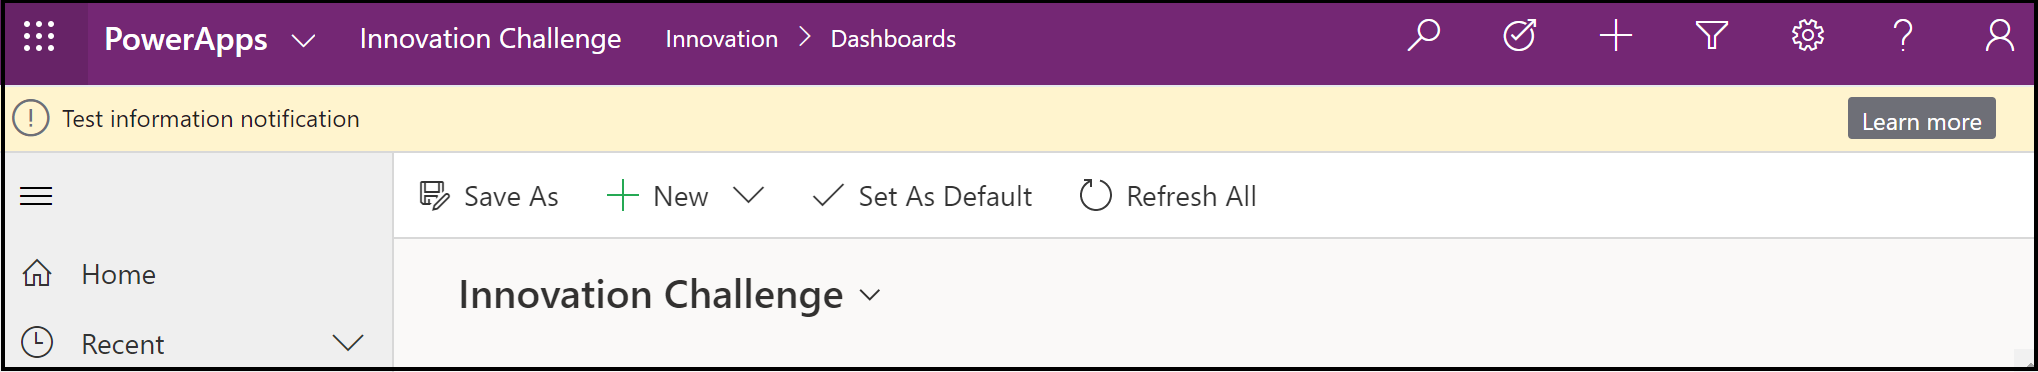 PowerApps Innovation Challenge Innovation > Dashboards
Test information notification Learn more
Save As New Set As Default Refresh All
Home
Innovation Challenge
Recent